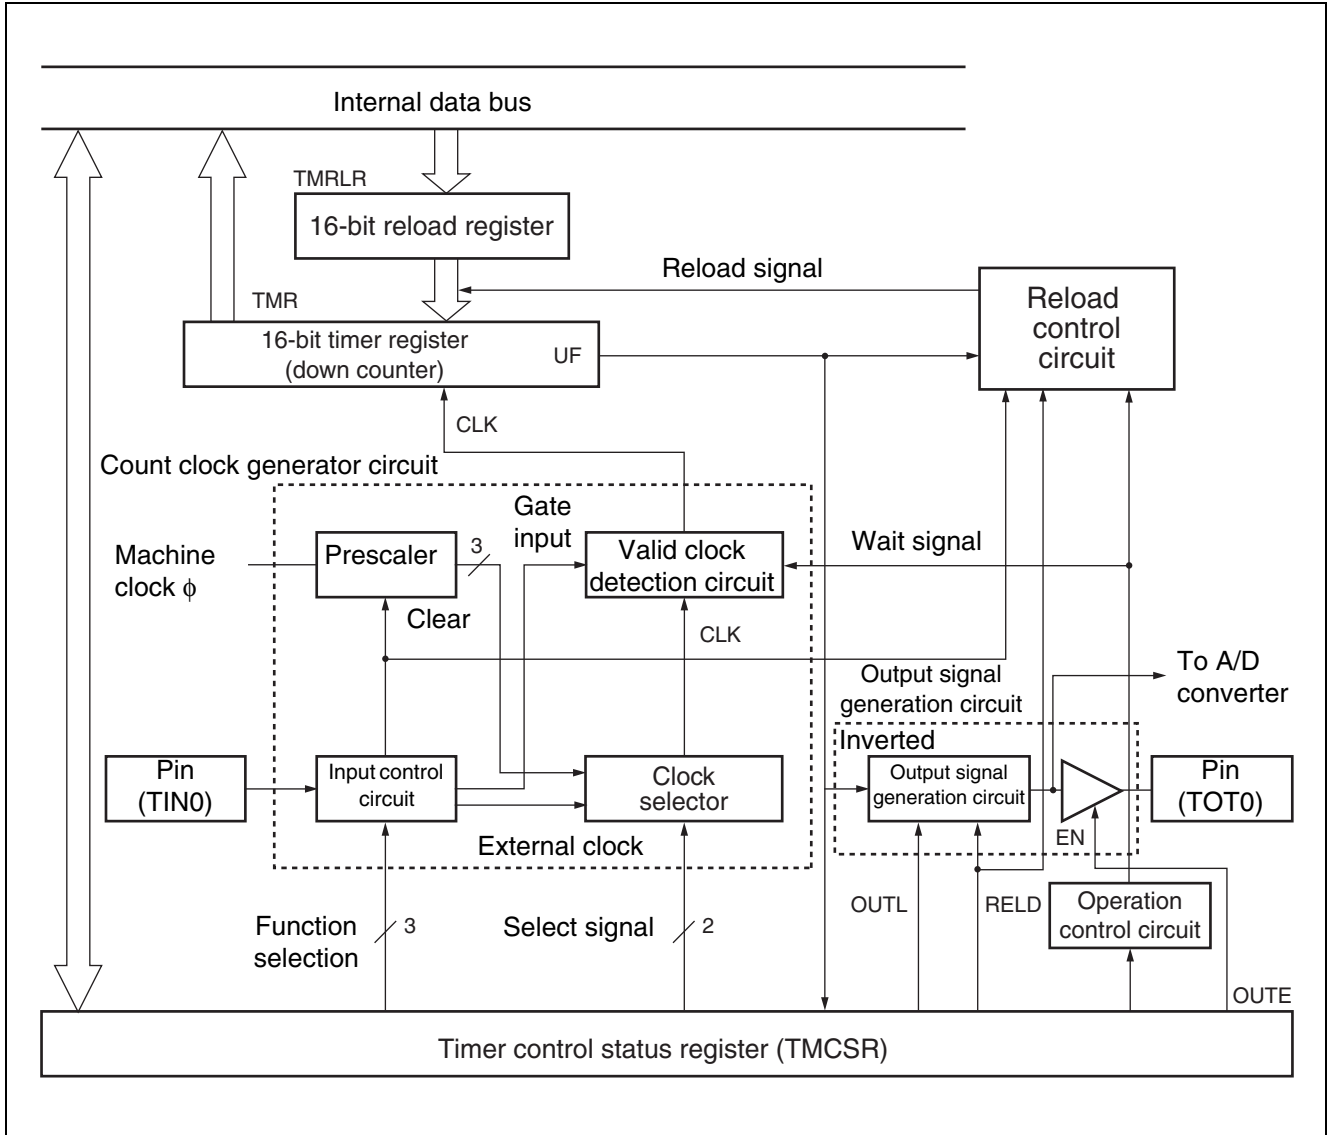 Internal data bus
TMRLR
16-bit reload register
Reload signal
Reload
control
circuit
TMR
16-bit timer register
(down counter)
UF
CLK
Count clock generator circuit
Gate
input
Machine
clock ϕ
Prescaler
3
Valid clock
detection circuit
Wait signal
Clear
CLK
To A/D
converter
Output signal
generation circuit
Inverted
Pin
(TIN0)
Input control
circuit
Clock
selector
Output signal
generation circuit
Pin
(TOT0)
EN
External clock
Function
selection
3
Select signal
2
OUTL
RELD
Operation
control circuit
OUTE
Timer control status register (TMCSR)